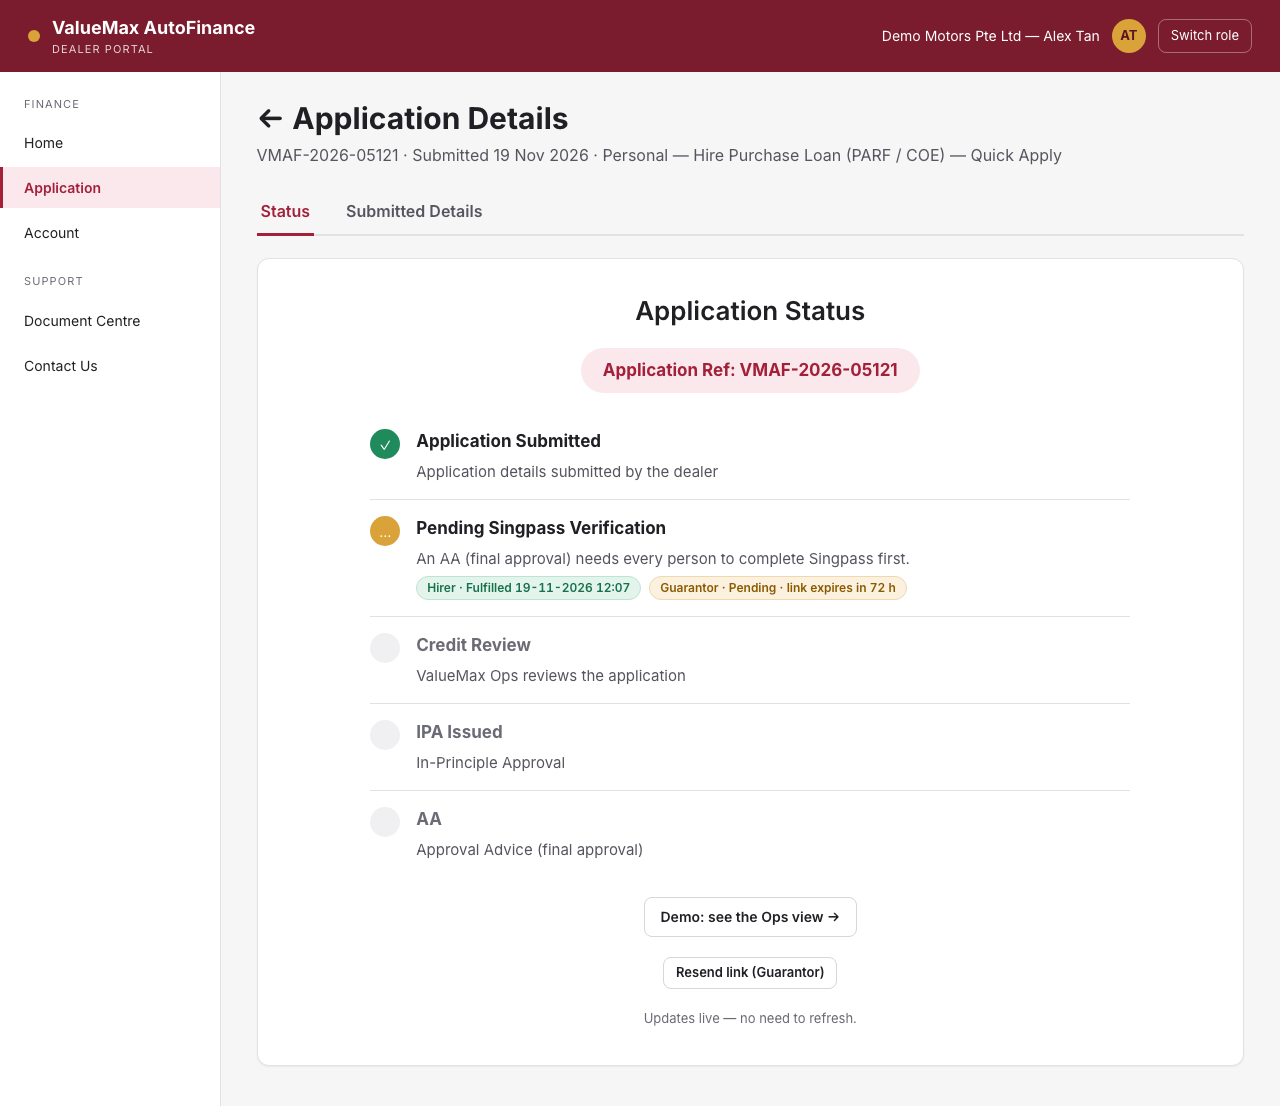 ValueMax AutoFinance
DEALER PORTAL
Demo Motors Pte Ltd — Alex Tan
AT
Switch role
FINANCE
Home
Application
Account
SUPPORT
Document Centre
Contact Us
← Application Details
VMAF-2026-05121 · Submitted 19 Nov 2026 · Personal — Hire Purchase Loan (PARF / COE) — Quick Apply
Status
Submitted Details
Application Status
Application Ref: VMAF-2026-05121
✓
Application Submitted
Application details submitted by the dealer
...
Pending Singpass Verification
An AA (final approval) needs every person to complete Singpass first.
Hirer · Fulfilled 19-11-2026 12:07
Guarantor · Pending · link expires in 72 h
Credit Review
ValueMax Ops reviews the application
IPA Issued
In-Principle Approval
AA
Approval Advice (final approval)
Demo: see the Ops view →
Resend link (Guarantor)
Updates live — no need to refresh.